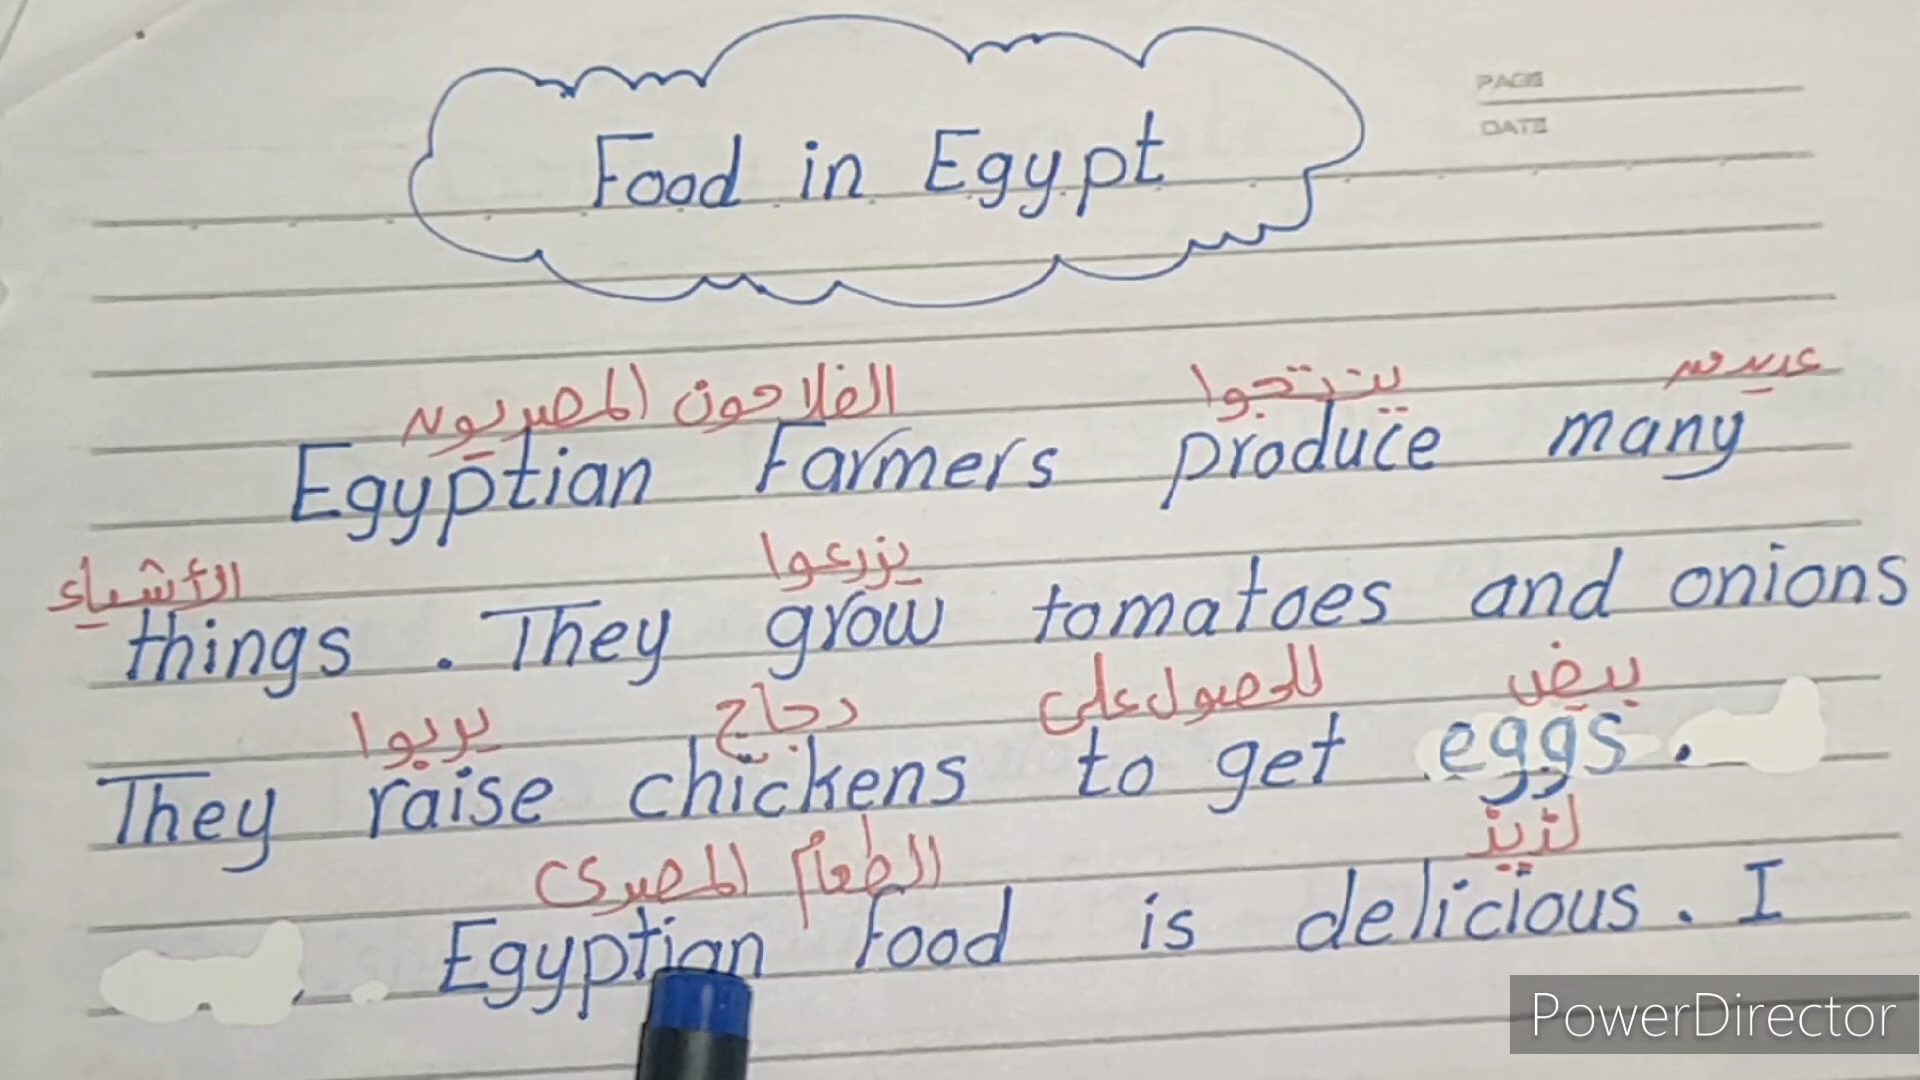 PAGE
DATE
Food in Egypt
الفلاحون المصريون ينتجوا عديد من
Egyptian Farmers produce many
الأشياء يزرعوا
things . They grow tomatoes and onions
يربوا دجاج للحصول على بيض
They raise chickens to get eggs .
الطعام المصرى لذيذ
Egyptian food is delicious . I
PowerDirector